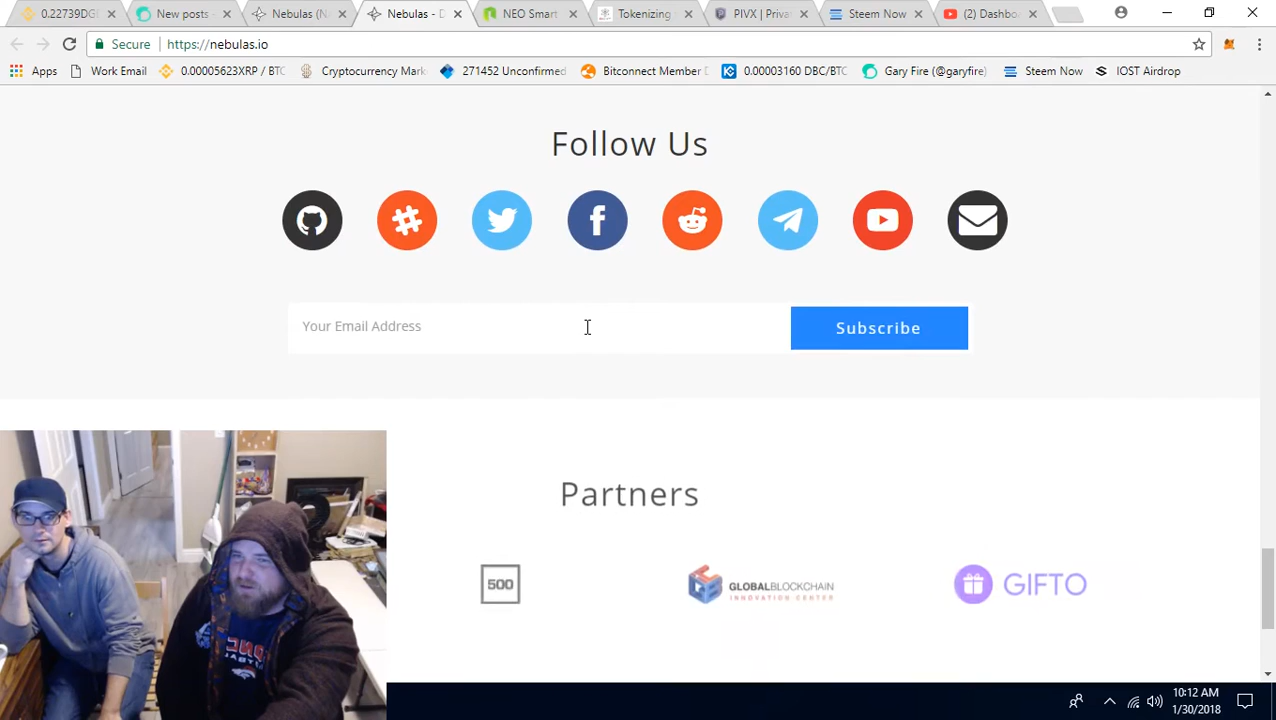 0.22739DG
New posts -
Nebulas (N
Nebulas - D
NEO Smart
Tokenizing
PIVX | Priva
Steem Now
(2) Dashbo
Secure
https://nebulas.io
Apps
Work Email
0.00005623XRP / BTC
Cryptocurrency Mark
271452 Unconfirmed
Bitconnect Member D
0.00003160 DBC/BTC
Gary Fire (@garyfire)
Steem Now
IOST Airdrop
Follow Us
Your Email Address
Subscribe
Partners
500
GLOBALBLOCKCHAIN
INNOVATION CENTER
GIFTO
10:12 AM
1/30/2018